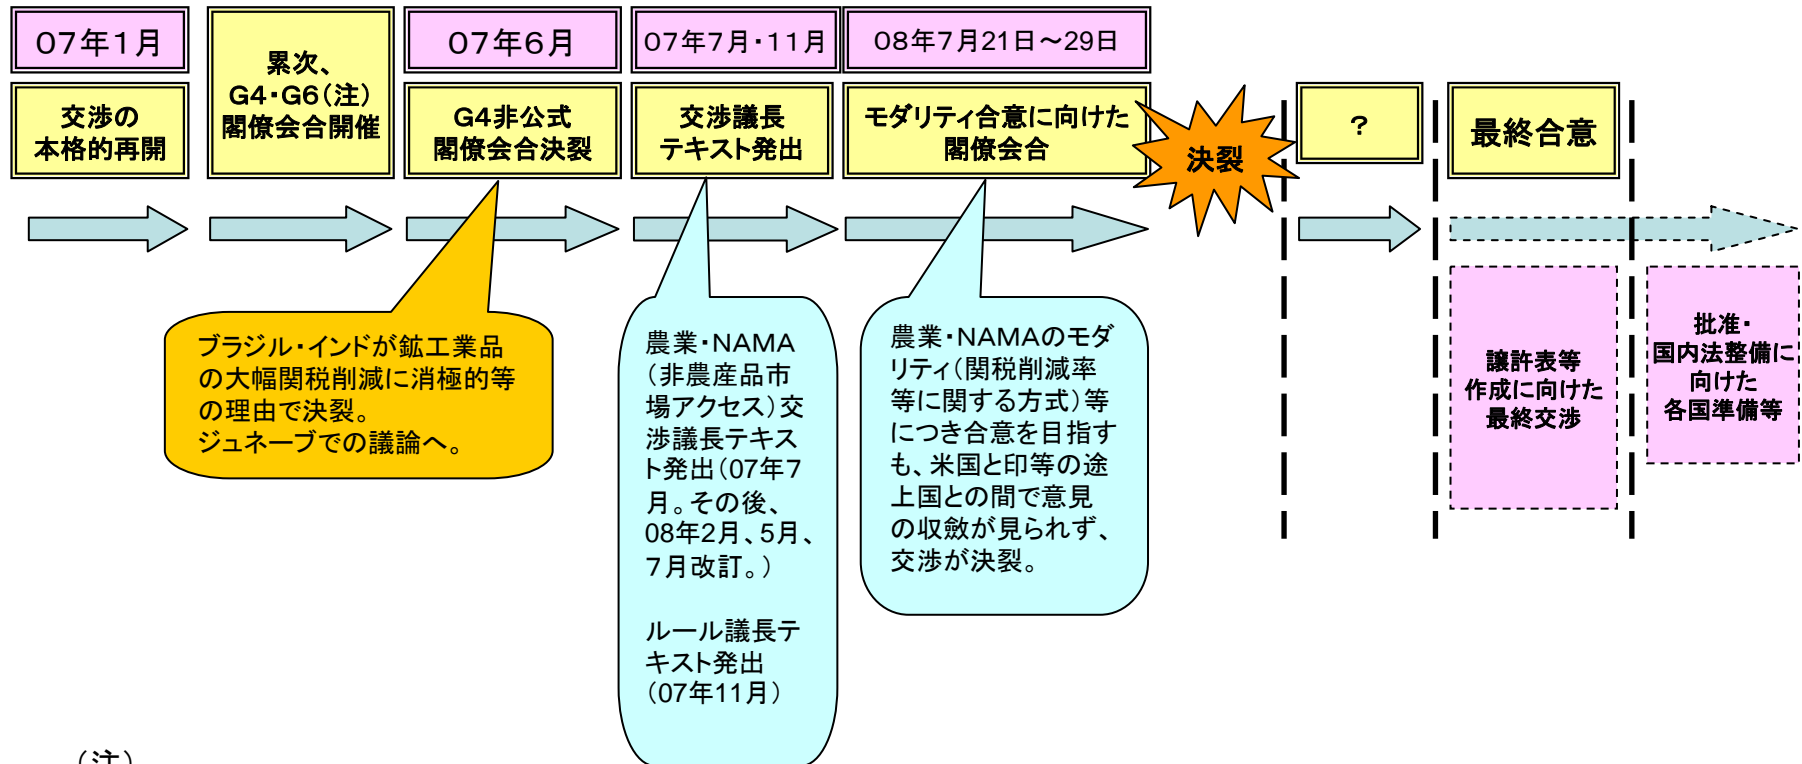 07年1月
交渉の
本格的再開
累次、
G4・G6(注)
閣僚会合開催
07年6月
G4非公式
閣僚会合決裂
07年7月・11月
交渉議長
テキスト発出
08年7月21日～29日
モダリティ合意に向けた
閣僚会合
決裂
？
最終合意
ブラジル・インドが鉱工業品
の大幅関税削減に消極的等
の理由で決裂。
ジュネーブでの議論へ。
農業・NAMA
(非農産品市
場アクセス)交
渉議長テキス
ト発出(07年7
月。その後、
08年2月、5月、
7月改訂。)
ルール議長テ
キスト発出
(07年11月)
農業・NAMAのモダ
リティ(関税削減率
等に関する方式)等
につき合意を目指す
も、米国と印等の途
上国との間で意見
の収斂が見られず、
交渉が決裂。
譲許表等
作成に向けた
最終交渉
批准・
国内法整備に
向けた
各国準備等
(注)